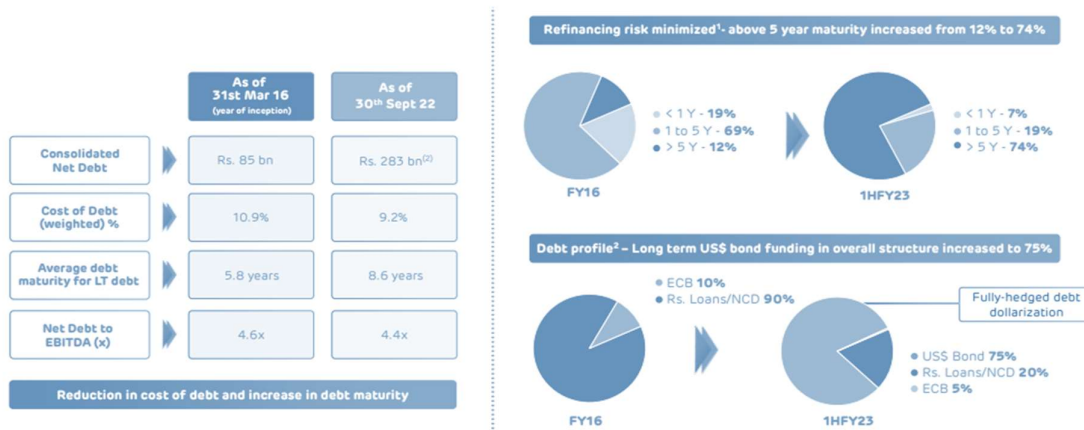 As of
31st Mar 16
(year of inception)
As of
30th Sept 22
Consolidated
Net Debt
Rs. 85 bn
Rs. 283 bn(2)
Cost of Debt
(weighted) %
10.9%
9.2%
Average debt
maturity for LT debt
5.8 years
8.6 years
Net Debt to
EBITDA (x)
4.6x
4.4x
Reduction in cost of debt and increase in debt maturity
Refinancing risk minimized1- above 5 year maturity increased from 12% to 74%
< 1 Y - 19%
1 to 5 Y - 69%
> 5 Y - 12%
FY16
< 1 Y - 7%
1 to 5 Y - 19%
> 5 Y - 74%
1HFY23
Debt profile2 – Long term US$ bond funding in overall structure increased to 75%
ECB 10%
Rs. Loans/NCD 90%
FY16
Fully-hedged debt
dollarization
US$ Bond 75%
Rs. Loans/NCD 20%
ECB 5%
1HFY23